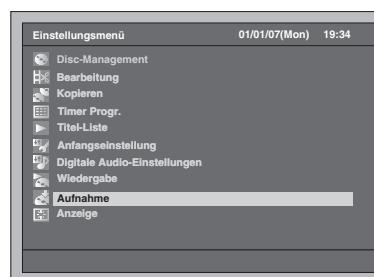 Einstellungsmenü 01/01/07(Mon) 19:34
Disc-Management
Bearbeitung
Kopieren
Timer Progr.
Titel-Liste
Anfangseinstellung
Digitale Audio-Einstellungen
Wiedergabe
Aufnahme
Anzeige